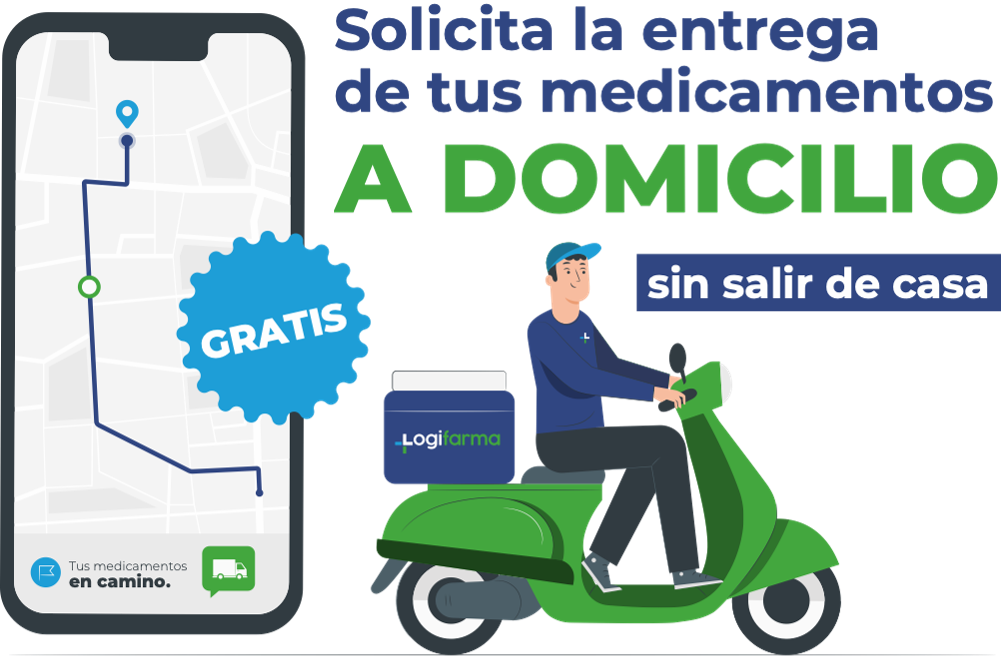 Solicita la entrega
de tus medicamentos
A DOMICILIO
sin salir de casa
GRATIS
Logifarma
Tus medicamentos
en camino.